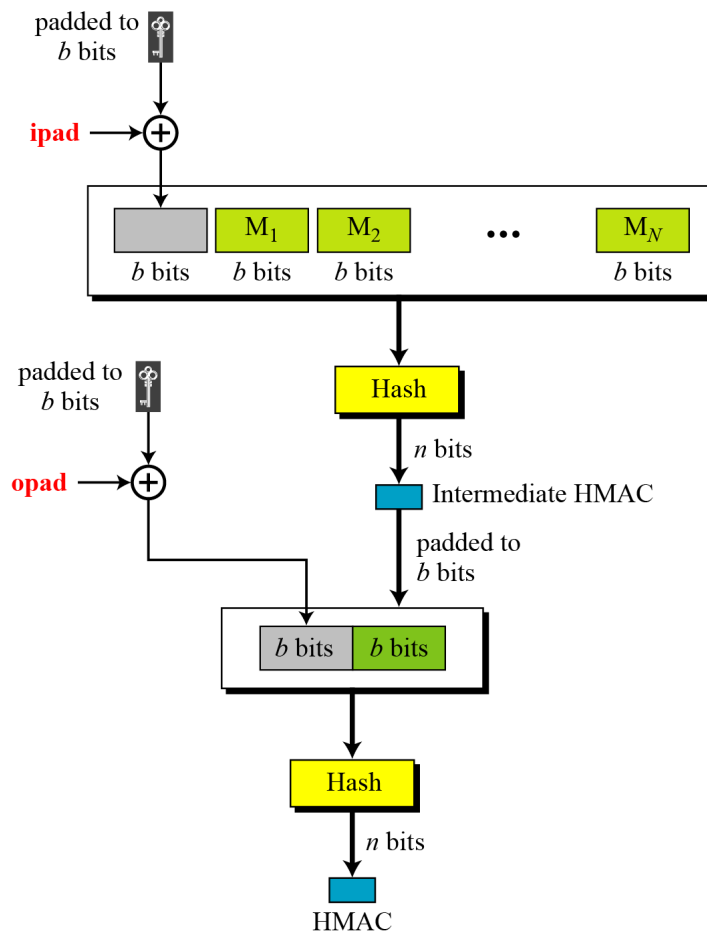 padded to
b bits
ipad
M1 M2 ... MN
b bits b bits b bits b bits
Hash
padded to
b bits
n bits
opad
Intermediate HMAC
padded to
b bits
b bits b bits
Hash
n bits
HMAC